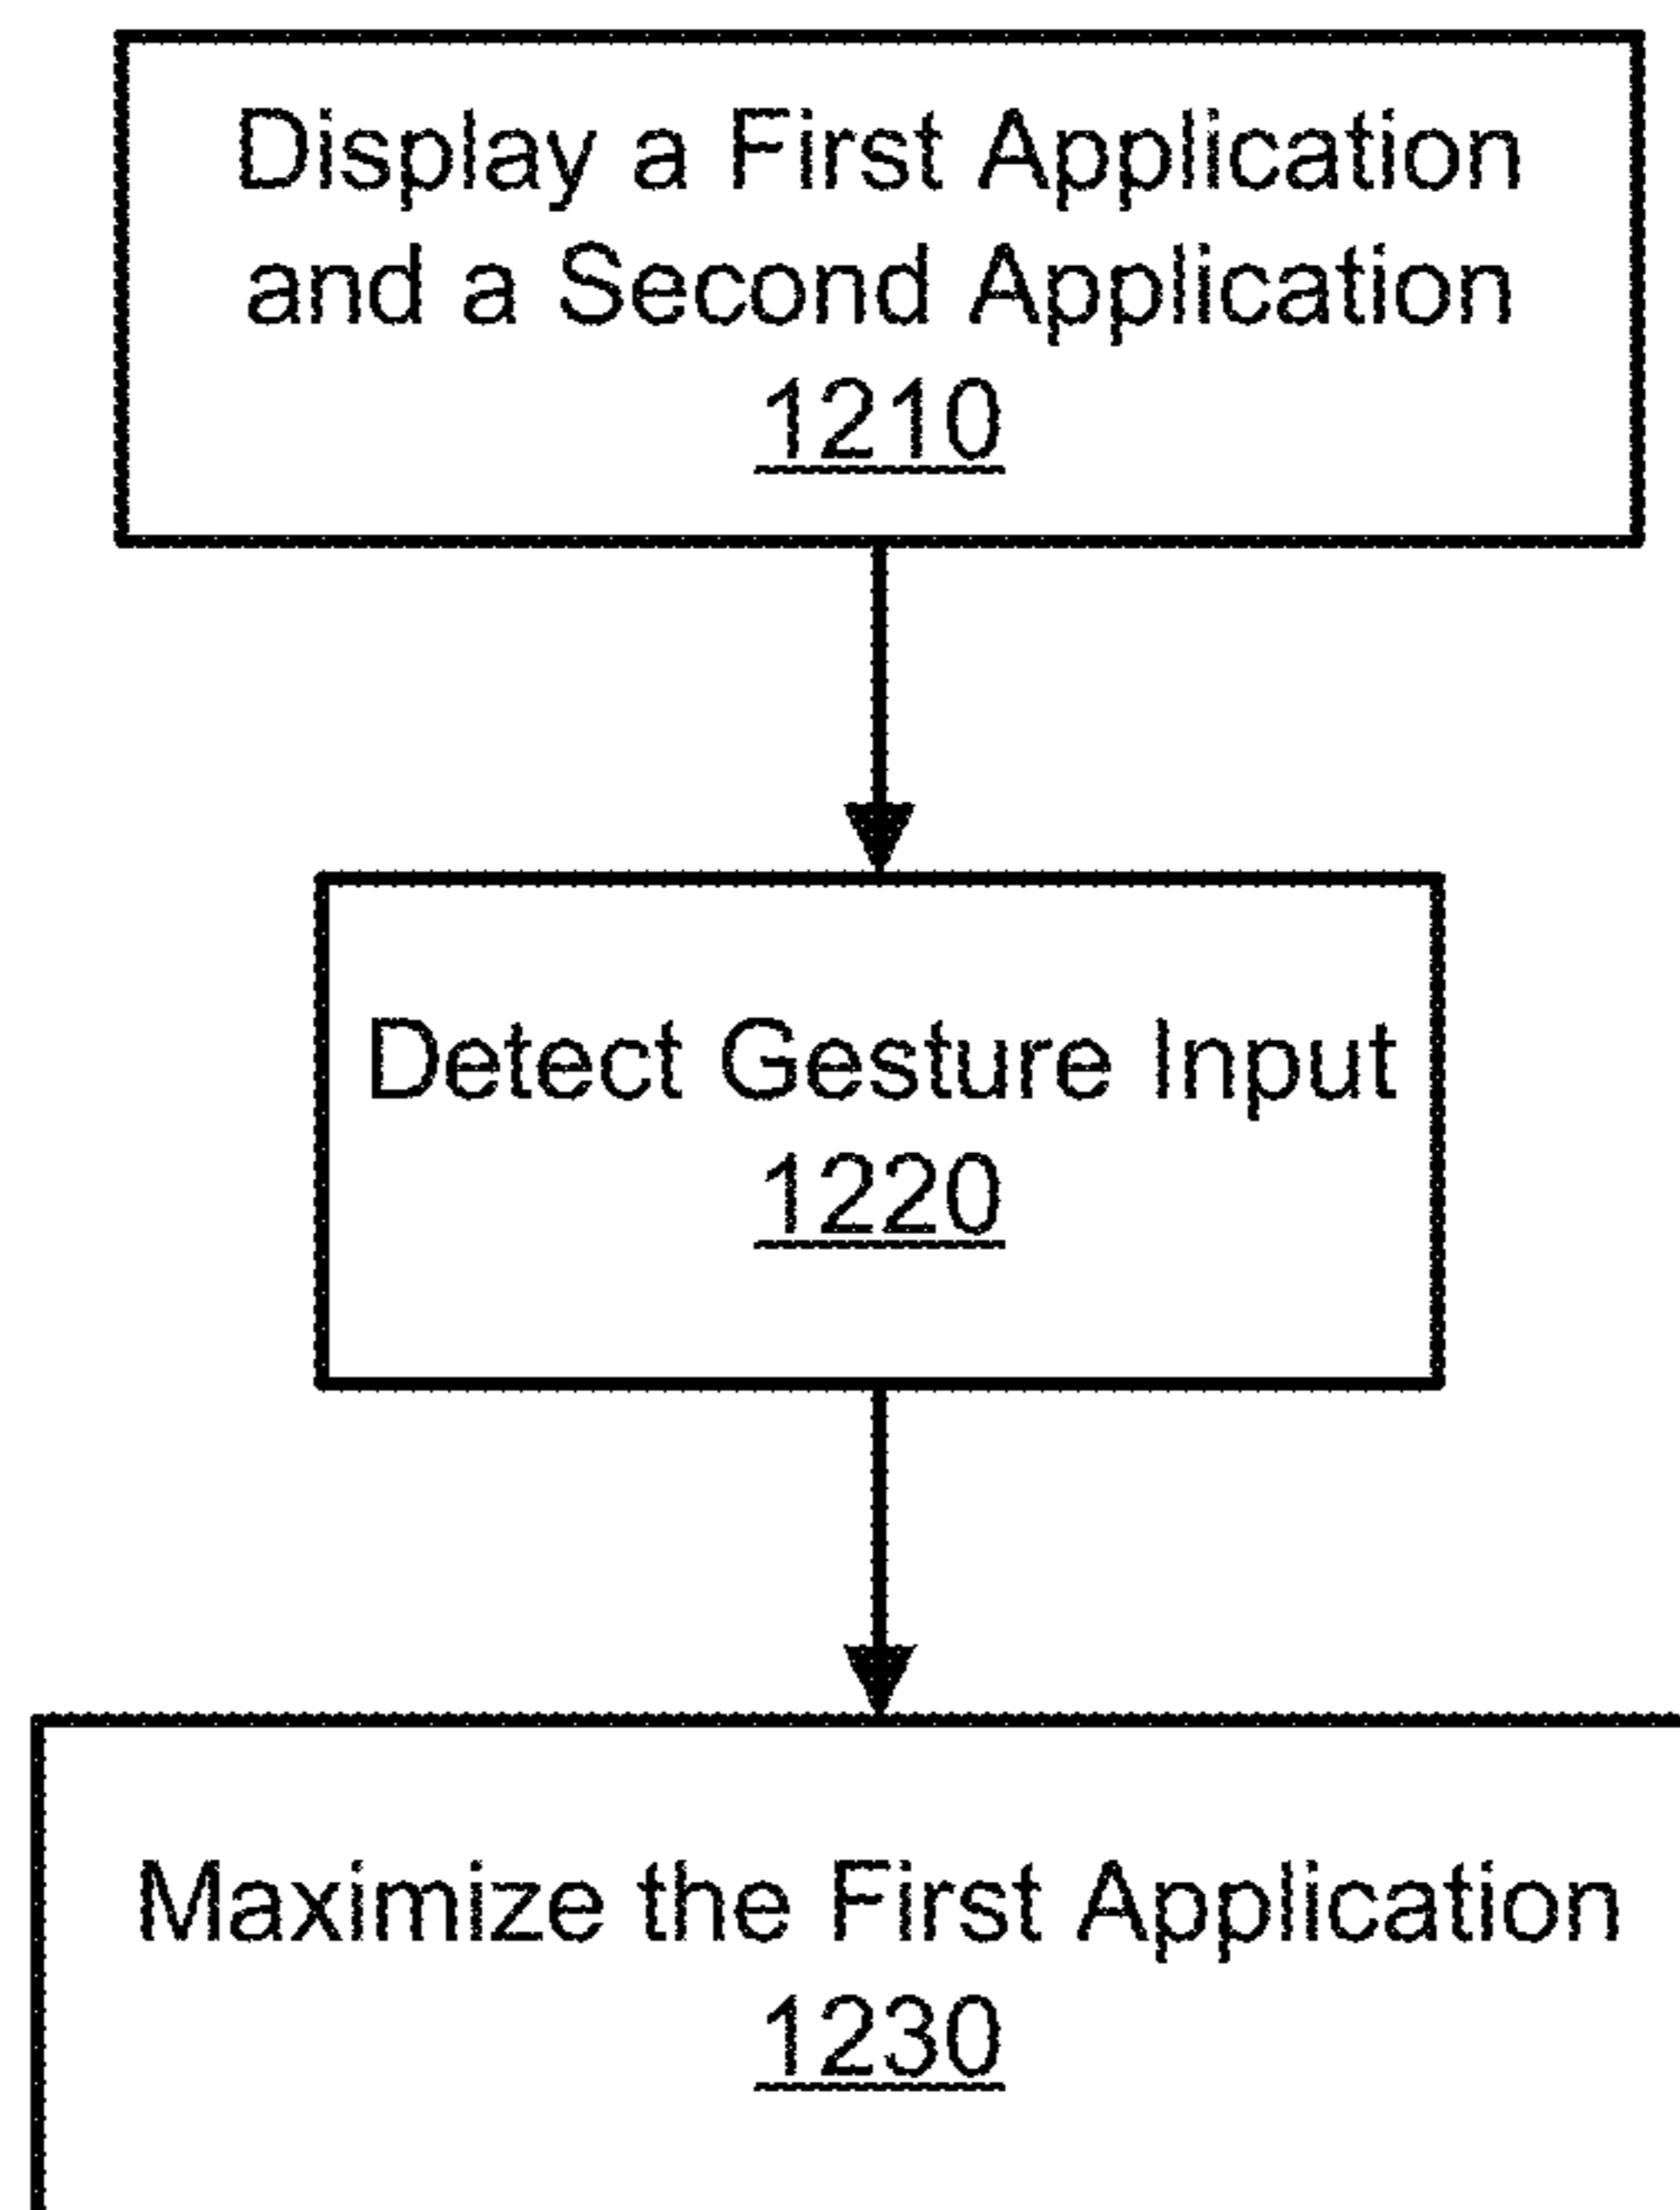 Display a First Application
and a Second Application
1210
Detect Gesture Input
1220
Maximize the First Application
1230